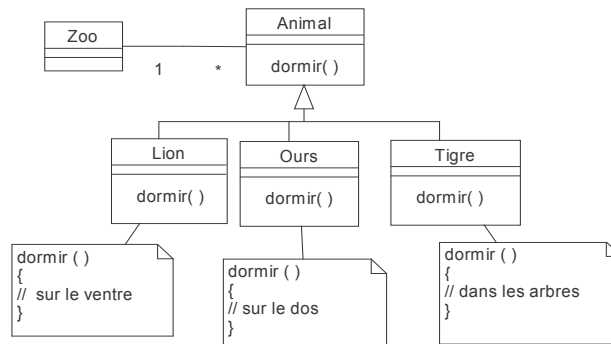 Animal
Zoo
dormir( )
1 *
Lion
Ours
Tigre
dormir( )
dormir( )
dormir( )
dormir ( )
{
// sur le ventre
}
dormir ( )
{
// sur le dos
}
dormir ( )
{
// dans les arbres
}